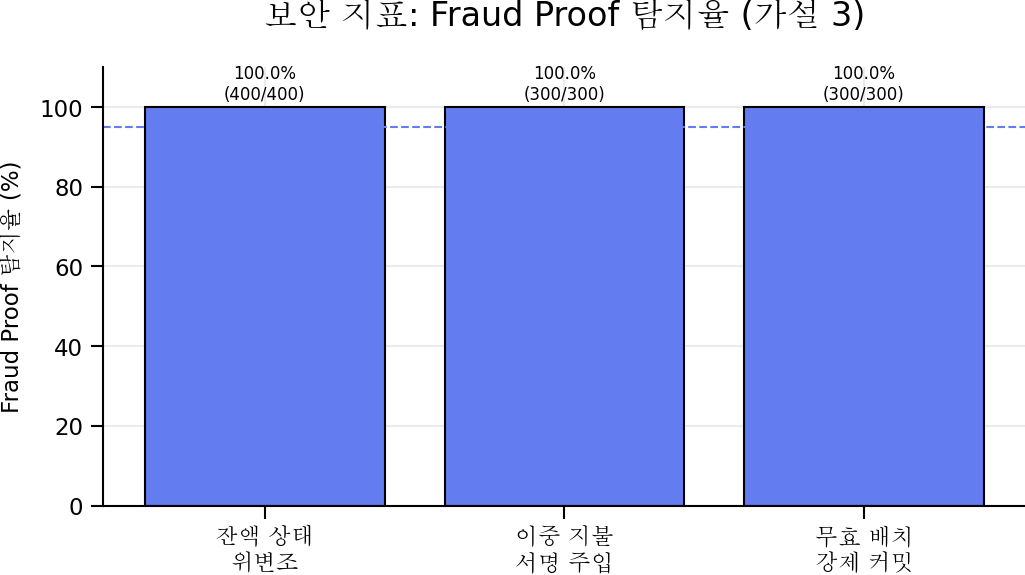 보안 지표: Fraud Proof 탐지율 (가설 3)
Fraud Proof 탐지율 (%)
100
80
60
40
20
0
100.0%
(400/400)
100.0%
(300/300)
100.0%
(300/300)
잔액 상태
위변조
이중 지불
서명 주입
무효 배치
강제 커밋